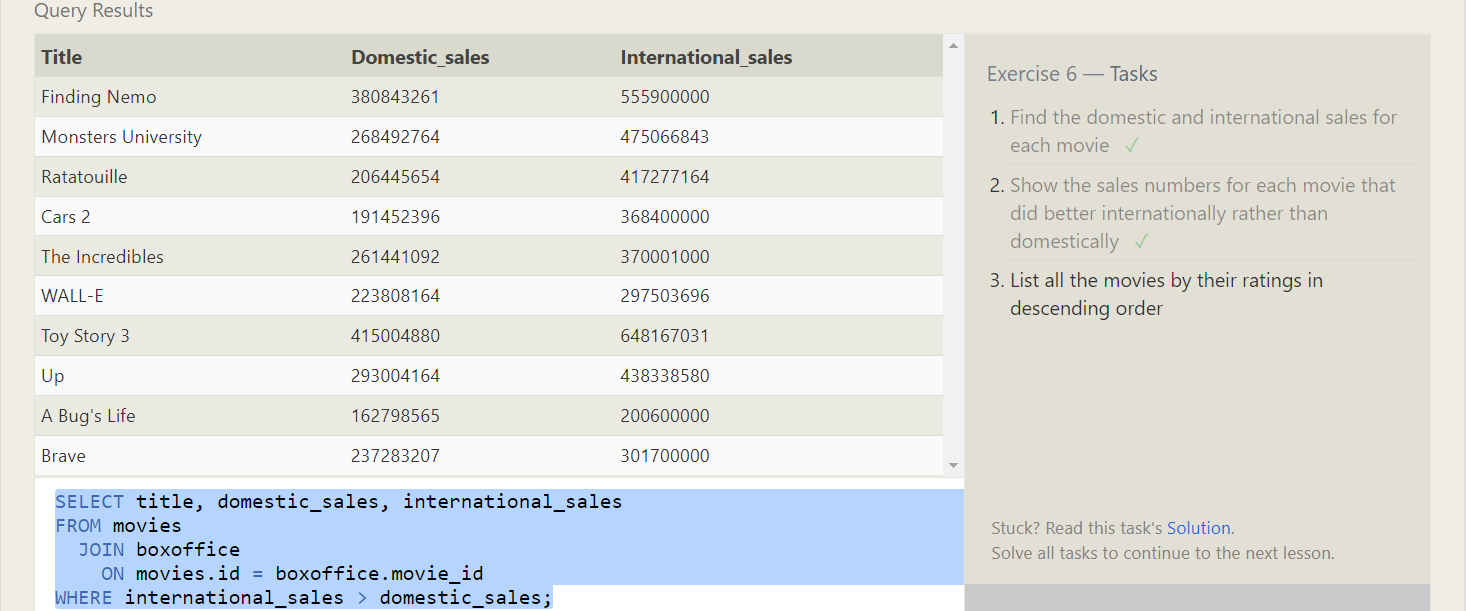 Query Results
Title Domestic_sales International_sales
Finding Nemo 380843261 555900000
Monsters University 268492764 475066843
Ratatouille 206445654 417277164
Cars 2 191452396 368400000
The Incredibles 261441092 370001000
WALL-E 223808164 297503696
Toy Story 3 415004880 648167031
Up 293004164 438338580
A Bug's Life 162798565 200600000
Brave 237283207 301700000
SELECT title, domestic_sales, international_sales
FROM movies
JOIN boxoffice
ON movies.id = boxoffice.movie_id
WHERE international_sales > domestic_sales;
Exercise 6 — Tasks
1. Find the domestic and international sales for
each movie ✓
2. Show the sales numbers for each movie that
did better internationally rather than
domestically ✓
3. List all the movies by their ratings in
descending order
Stuck? Read this task's Solution.
Solve all tasks to continue to the next lesson.